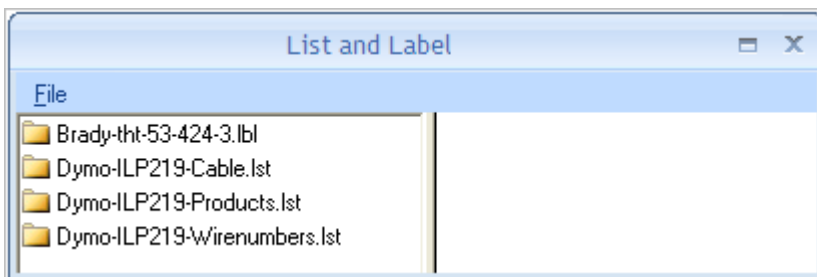 List and Label
File
Brady-tht-53-424-3.lbl
Dymo-ILP219-Cable.lst
Dymo-ILP219-Products.lst
Dymo-ILP219-Wirenumbers.lst